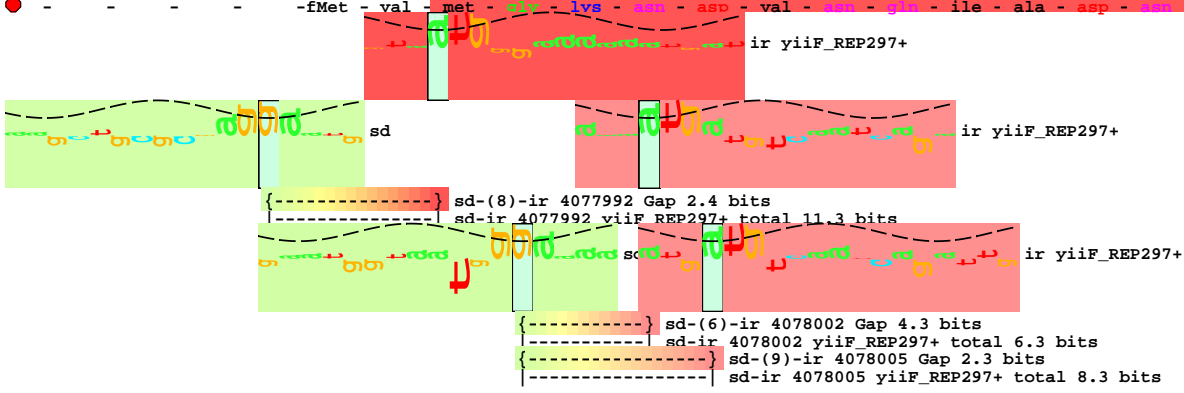 - - - - -fMet - val - met - gly - lys - asn - asp - val - asn - gln - ile - ala - asp - asn
ir yiiF_REP297+
sd
ir yiiF_REP297+
{-----------} sd-(8)-ir 4077992 Gap 2.4 bits
|-----------| sd-ir 4077992 yiiF_REP297+ total 11.3 bits
ir yiiF_REP297+
{---------} sd-(6)-ir 4078002 Gap 4.3 bits
|---------| sd-ir 4078002 yiiF_REP297+ total 6.3 bits
{------------} sd-(9)-ir 4078005 Gap 2.3 bits
|------------| sd-ir 4078005 yiiF_REP297+ total 8.3 bits